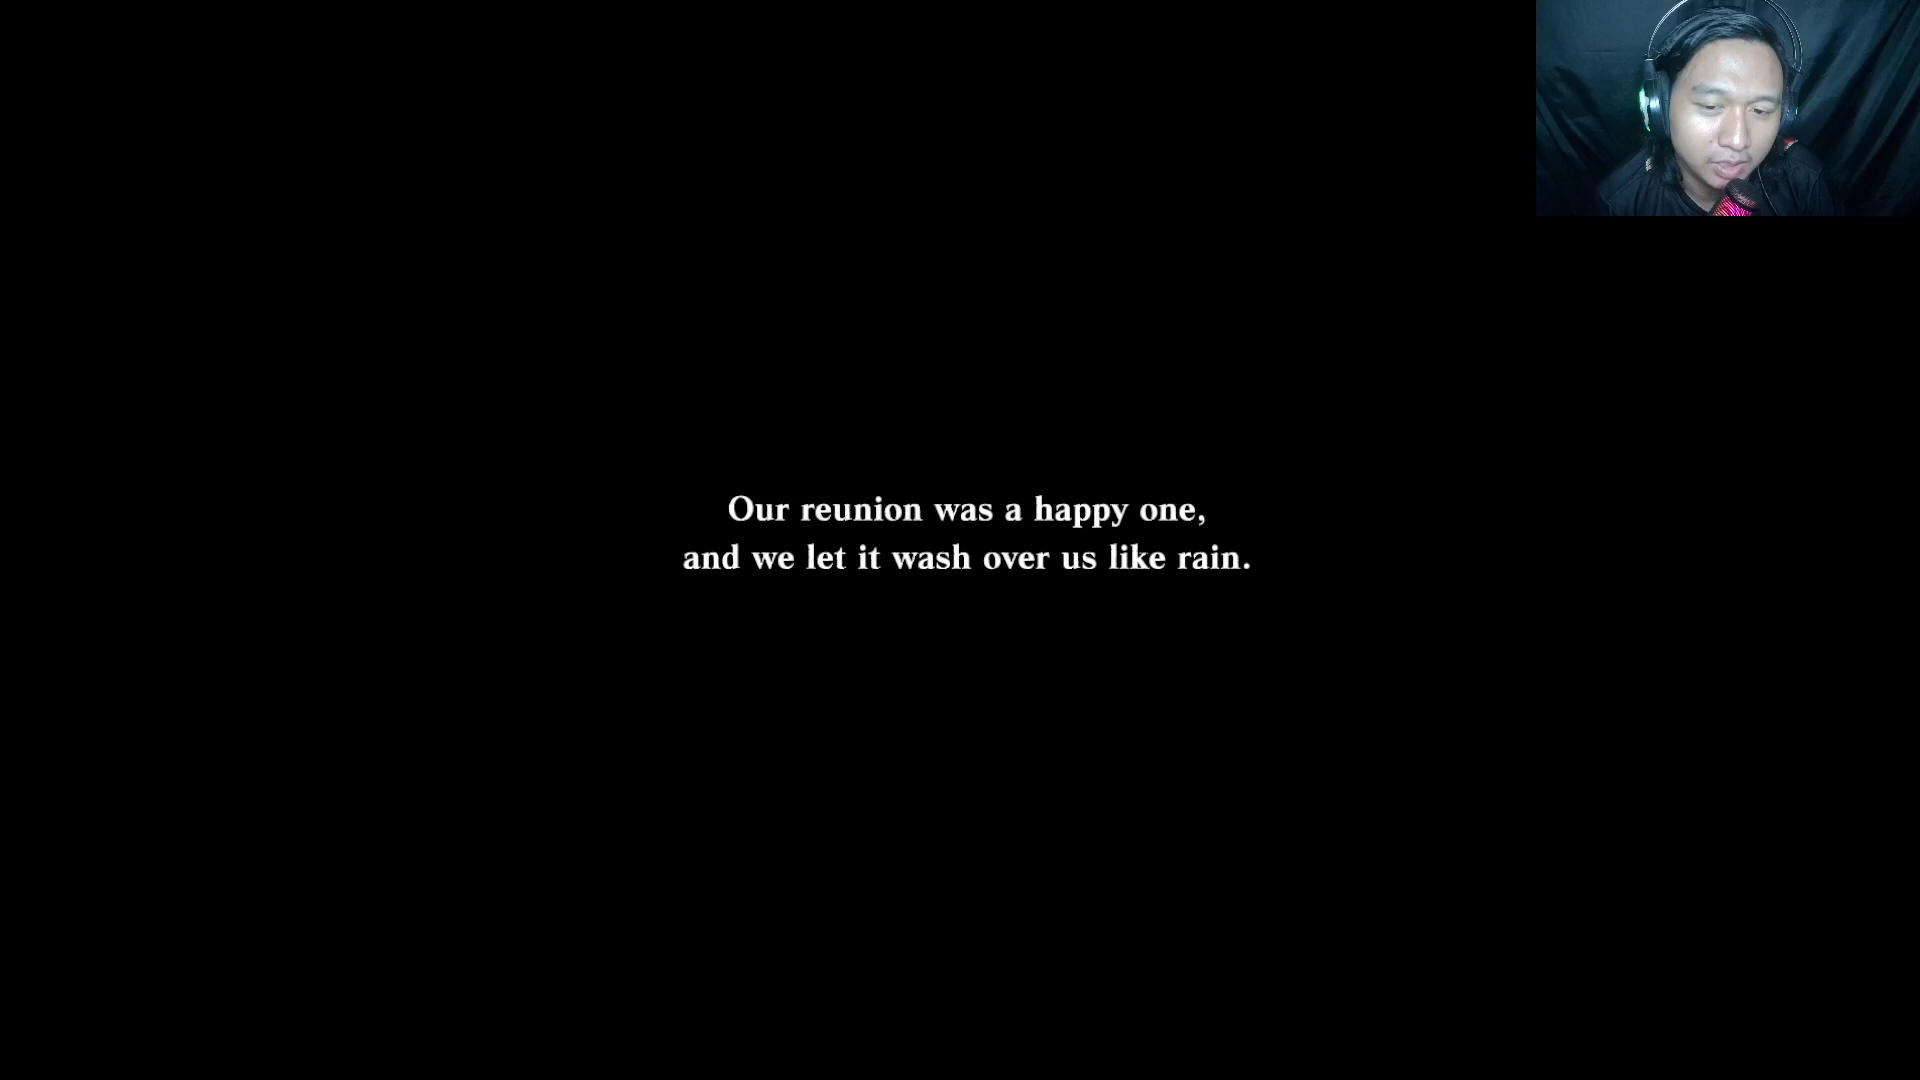 Our reunion was a happy one,
and we let it wash over us like rain.